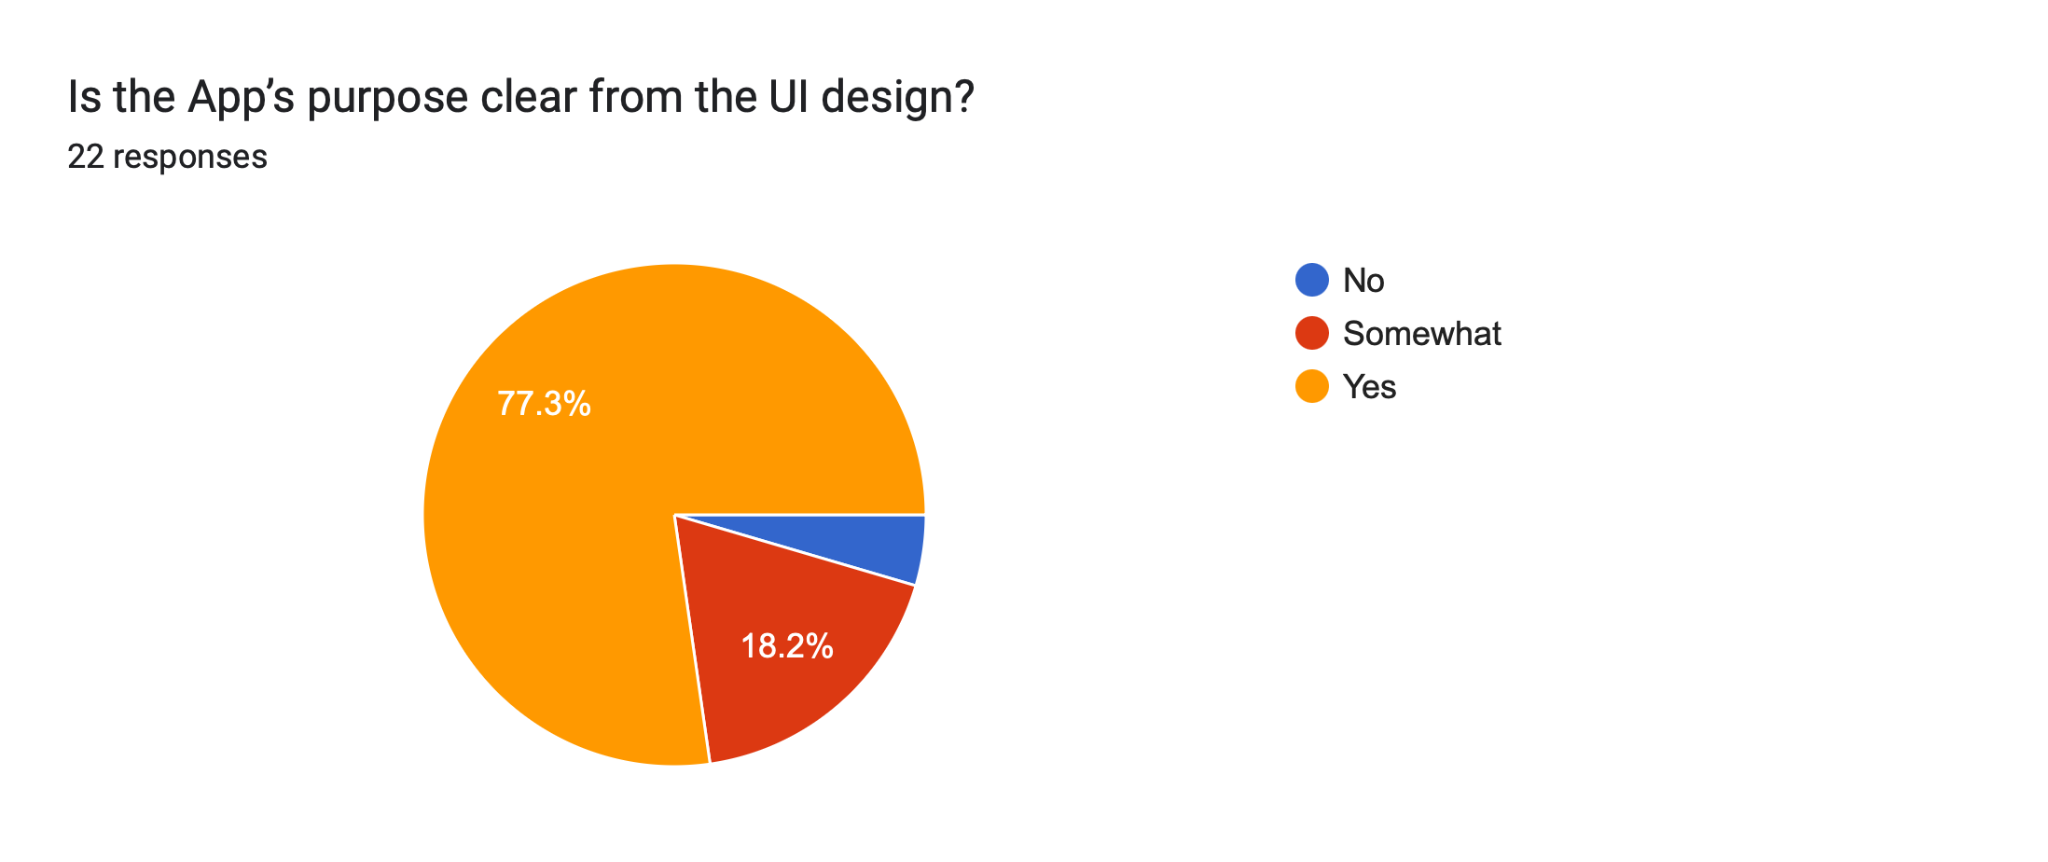 Is the App’s purpose clear from the UI design?
22 responses
No
Somewhat
Yes
77.3%
18.2%